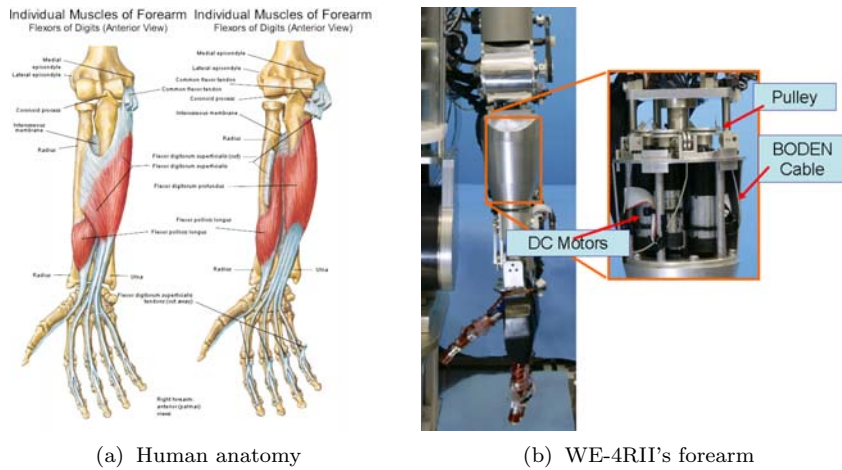 Individual Muscles of Forearm
Flexors of Digits (Anterior View)
Individual Muscles of Forearm
Flexors of Digits (Anterior View)
Medial
epicondyle
Lateral epicondyle
Common flexor tendon
Coronoid process
Interosseous
membrane
Radius
Medial epicondyle
Lateral epicondyle
Common flexor tendon
Coronoid process
Interosseous membrane
Radius
Flexor digitorum superficialis (cut)
Flexor digitorum superficialis
Flexor digitorum profundus
Flexor pollicis longus
Flexor pollicis longus
Radius
Ulna
Radius
Ulna
Flexor digitorum superficialis
tendons (cut away)
Right forearm:
anterior (palmar)
views
Pulley
BODEN
Cable
DC Motors
(a) Human anatomy
(b) WE-4RII's forearm